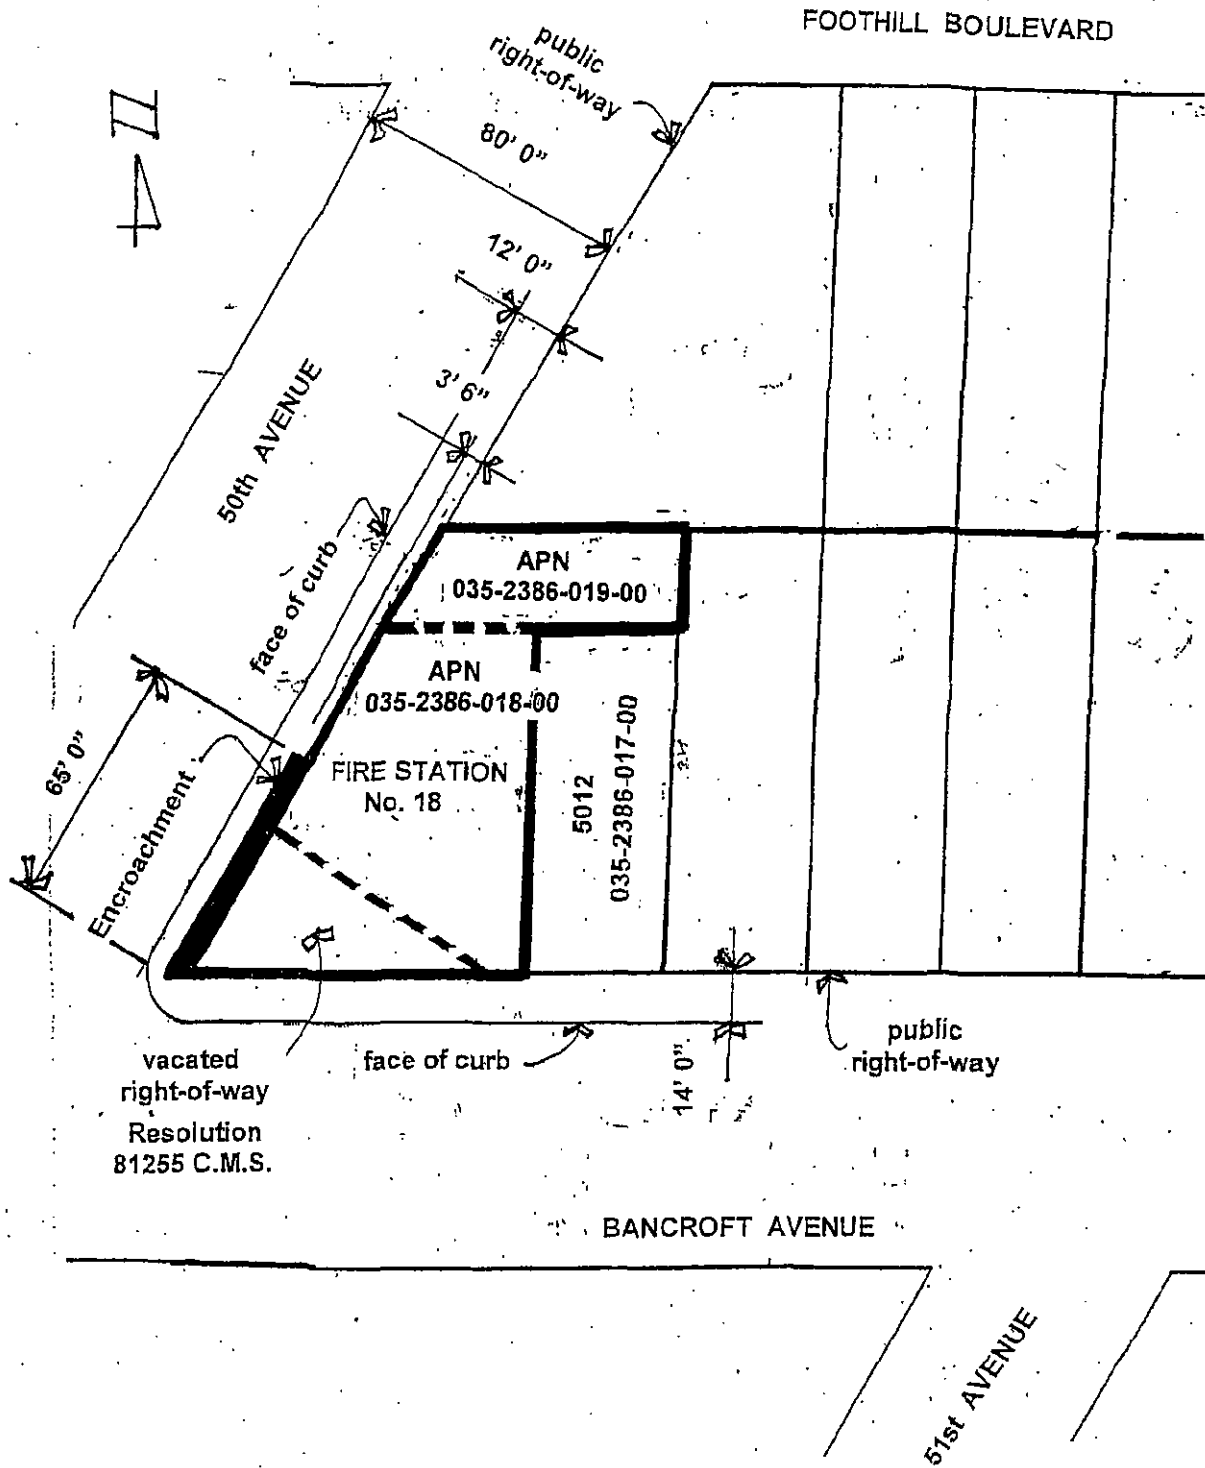 FOOTHILL BOULEVARD
public
right-of-way
80' 0"
12' 0"
3' 6"
50th AVENUE
face of curb
APN
035-2386-019-00
APN
035-2386-018-00
65' 0"
Encroachment
FIRE STATION
No. 18
5012
035-2386-017-00
vacated
right-of-way
Resolution
81255 C.M.S.
face of curb
14' 0"
public
right-of-way
BANCROFT AVENUE
51st AVENUE